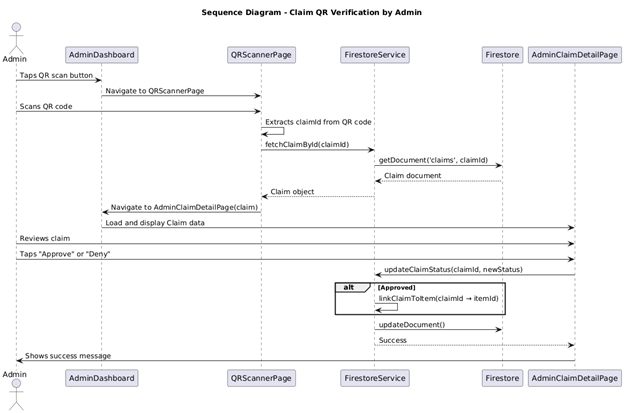 Sequence Diagram - Claim QR Verification by Admin
Admin
AdminDashboard
QRScannerPage
FirestoreService
Firestore
AdminClaimDetailPage
Taps QR scan button
Navigate to QRScannerPage
Scans QR code
Extracts claimId from QR code
fetchClaimById(claimId)
getDocument('claims', claimId)
Claim document
Claim object
Navigate to AdminClaimDetailPage(claim)
Load and display Claim data
Reviews claim
Taps "Approve" or "Deny"
updateClaimStatus(claimId, newStatus)
alt [Approved]
linkClaimToItem(claimId → itemId)
updateDocument()
Success
Shows success message
Admin
AdminDashboard
QRScannerPage
FirestoreService
Firestore
AdminClaimDetailPage